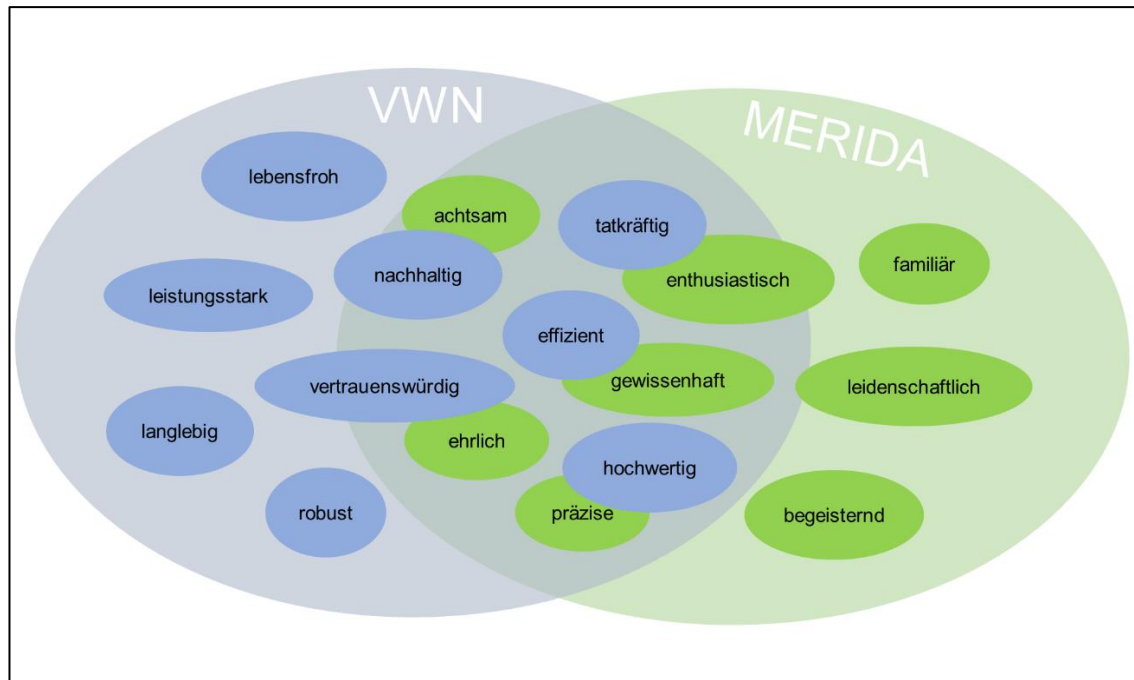 VWN
MERIDA
lebensfroh
achtsam
tatkräftig
nachhaltig
enthusiastisch
familiär
leistungsstark
effizient
vertrauenswürdig
gewissenhaft
leidenschaftlich
langlebig
ehrlich
hochwertig
robust
präzise
begeisternd